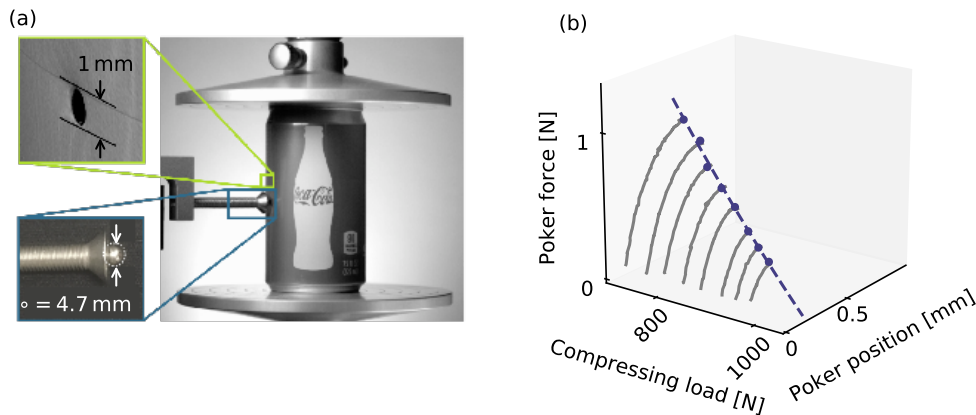 (a)
1 mm
Coca-Cola
= 4.7 mm
(b)
Poker force [N]
1
0
800
1000
Compressing load [N]
0
0.5
Poker position [mm]